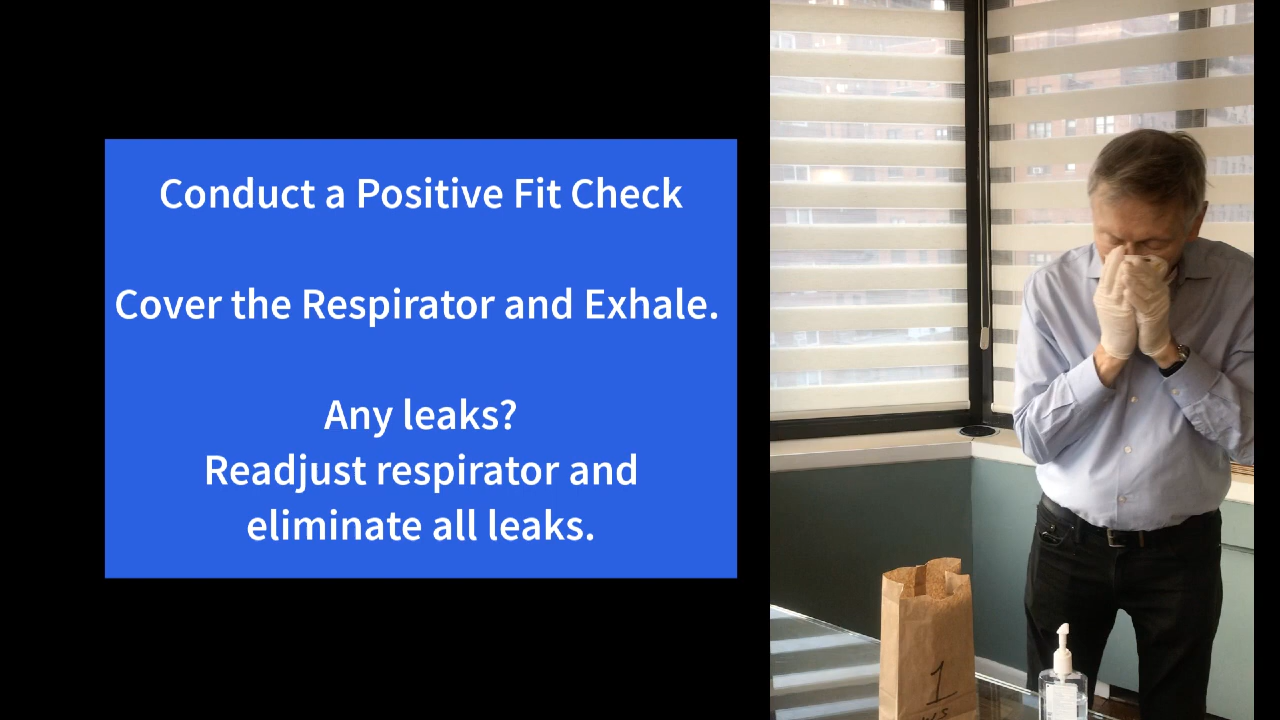 Conduct a Positive Fit Check
Cover the Respirator and Exhale.
Any leaks?
Readjust respirator and
eliminate all leaks.
1